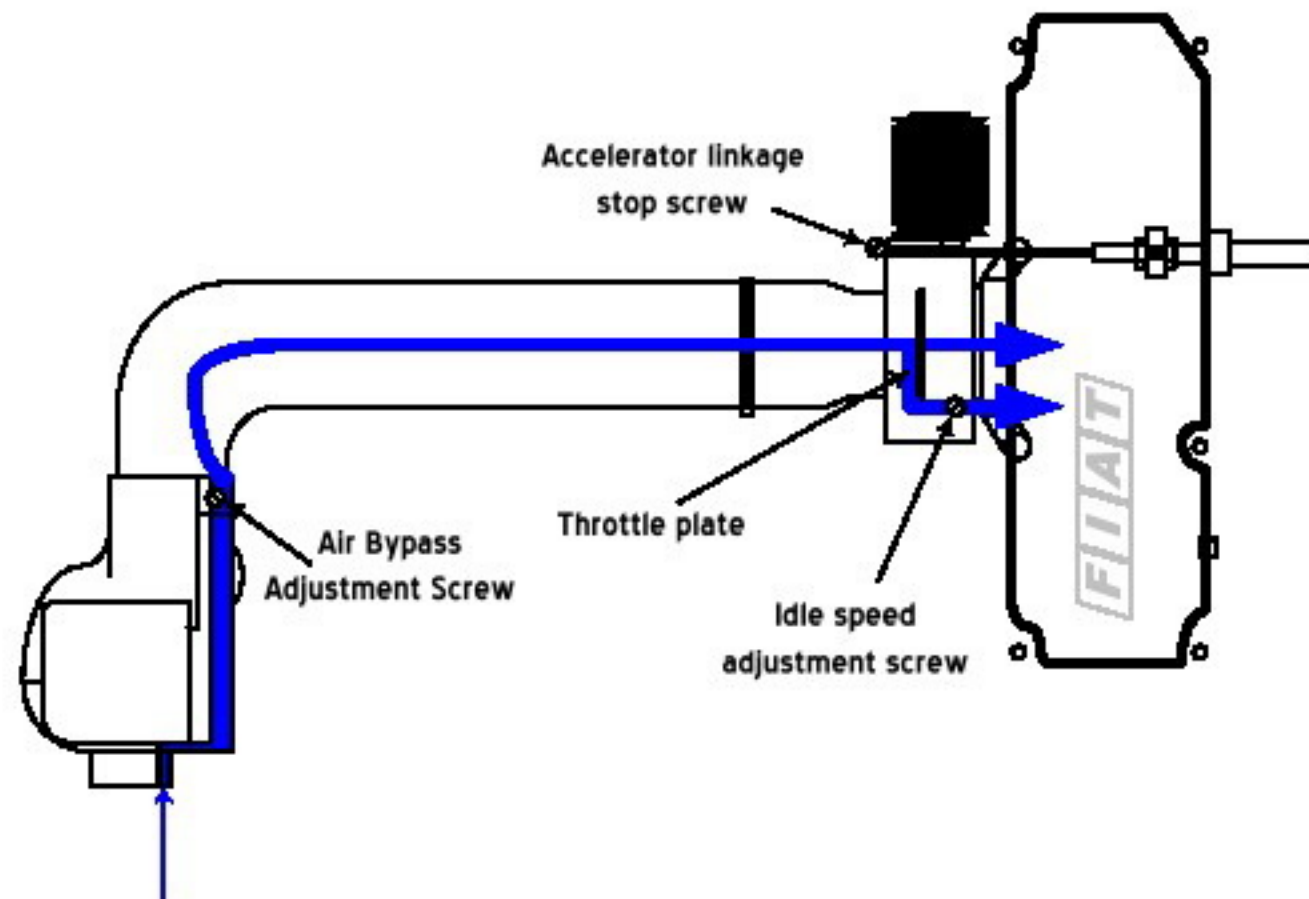 Accelerator linkage
stop screw
Throttle plate
Air Bypass
Adjustment Screw
Idle speed
adjustment screw
FIAT